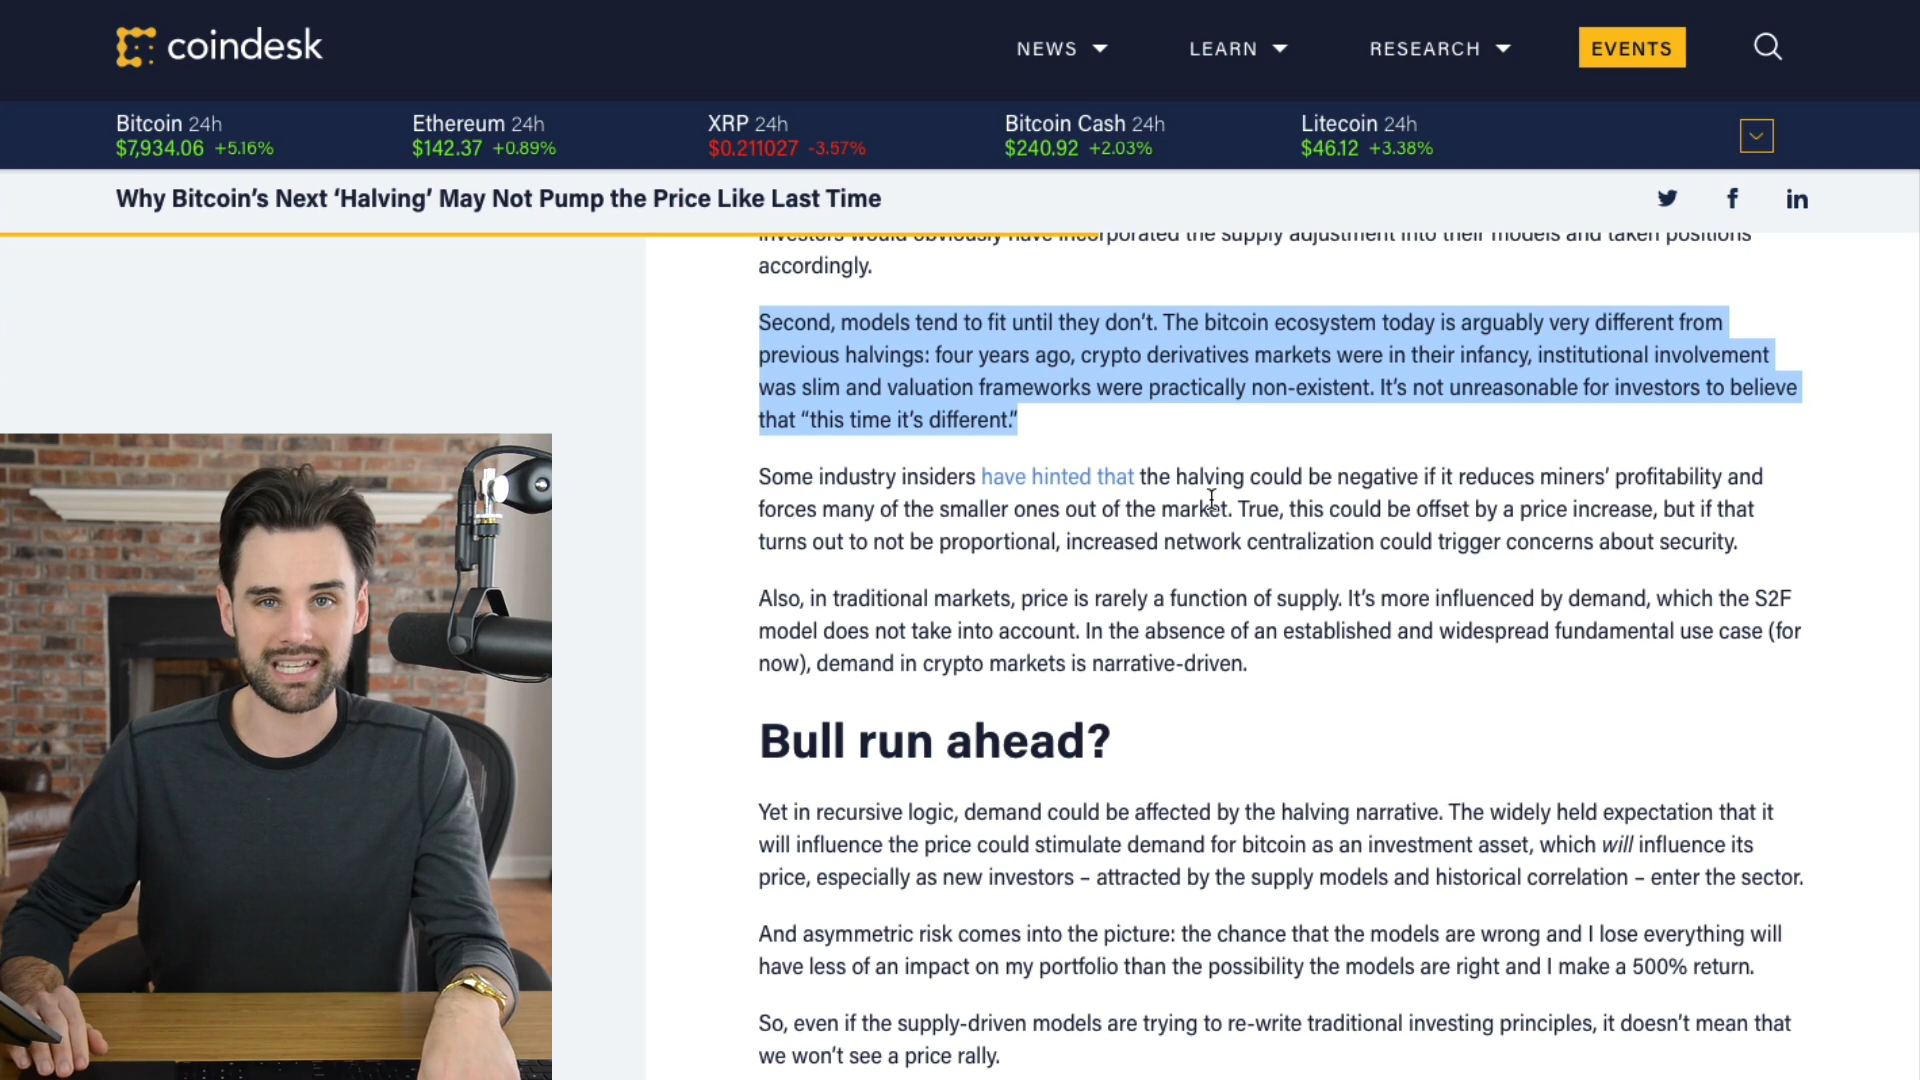 coindesk
NEWS
LEARN
RESEARCH
EVENTS
Bitcoin 24h
$7,934.06 +5.16%
Ethereum 24h
$142.37 +0.89%
XRP 24h
$0.211027 -3.57%
Bitcoin Cash 24h
$240.92 +2.03%
Litecoin 24h
$46.12 +3.38%
Why Bitcoin’s Next ‘Halving’ May Not Pump the Price Like Last Time
investors would obviously have incorporated the supply adjustment into their models and taken positions
accordingly.
Second, models tend to fit until they don’t. The bitcoin ecosystem today is arguably very different from
previous halvings: four years ago, crypto derivatives markets were in their infancy, institutional involvement
was slim and valuation frameworks were practically non-existent. It’s not unreasonable for investors to believe
that “this time it’s different.”
Some industry insiders have hinted that the halving could be negative if it reduces miners’ profitability and
forces many of the smaller ones out of the market. True, this could be offset by a price increase, but if that
turns out to not be proportional, increased network centralization could trigger concerns about security.
Also, in traditional markets, price is rarely a function of supply. It’s more influenced by demand, which the S2F
model does not take into account. In the absence of an established and widespread fundamental use case (for
now), demand in crypto markets is narrative-driven.
Bull run ahead?
Yet in recursive logic, demand could be affected by the halving narrative. The widely held expectation that it
will influence the price could stimulate demand for bitcoin as an investment asset, which will influence its
price, especially as new investors – attracted by the supply models and historical correlation – enter the sector.
And asymmetric risk comes into the picture: the chance that the models are wrong and I lose everything will
have less of an impact on my portfolio than the possibility the models are right and I make a 500% return.
So, even if the supply-driven models are trying to re-write traditional investing principles, it doesn’t mean that
we won’t see a price rally.